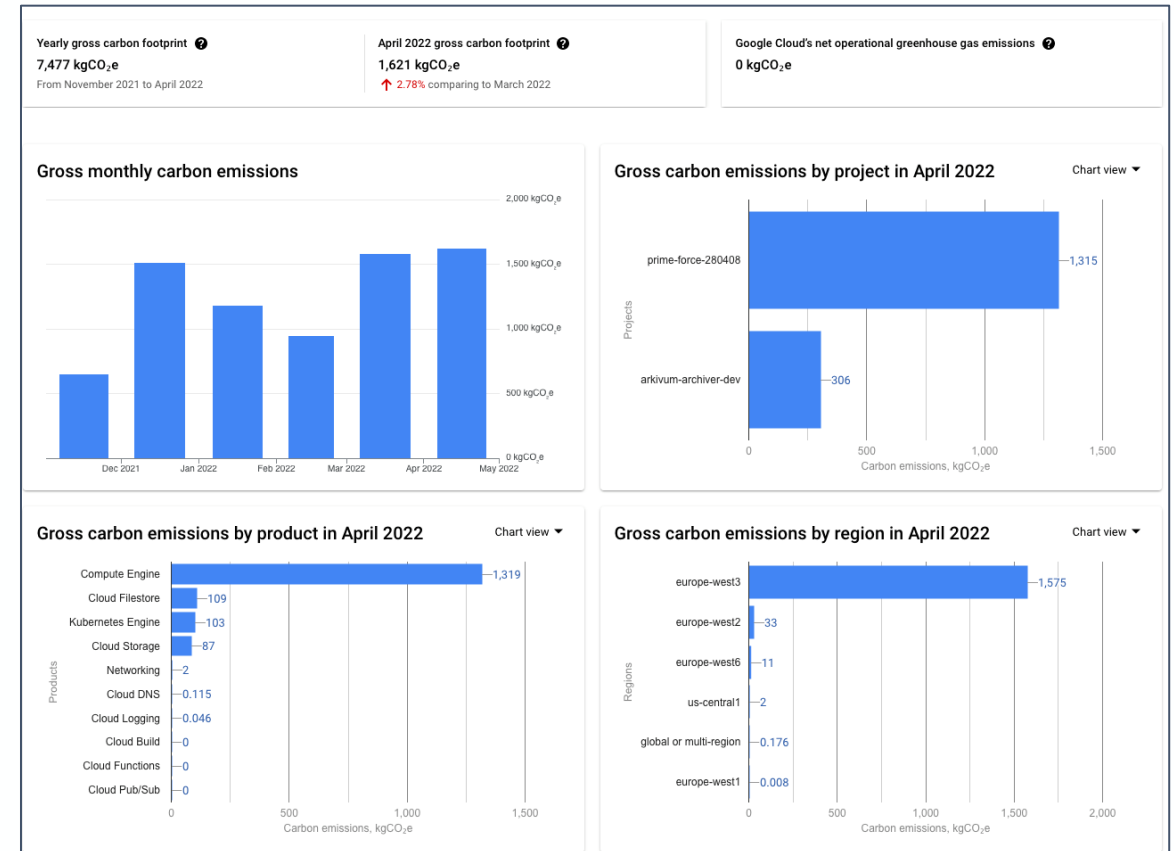 Yearly gross carbon footprint ?
7,477 kgCO₂e
From November 2021 to April 2022
April 2022 gross carbon footprint ?
1,621 kgCO₂e
↑ 2.78% comparing to March 2022
Google Cloud's net operational greenhouse gas emissions ?
0 kgCO₂e
Gross monthly carbon emissions
2,000 kgCO₂e
1,500 kgCO₂e
1,000 kgCO₂e
500 kgCO₂e
0 kgCO₂e
Dec 2021 Jan 2022 Feb 2022 Mar 2022 Apr 2022 May 2022
Gross carbon emissions by project in April 2022
Chart view
Projects
prime-force-280408 1,315
arkivum-archiver-dev 306
0 500 1,000 1,500
Carbon emissions, kgCO₂e
Gross carbon emissions by product in April 2022
Chart view
Products
Compute Engine 1,319
Cloud Filestore 109
Kubernetes Engine 103
Cloud Storage 87
Networking 2
Cloud DNS 0.115
Cloud Logging 0.046
Cloud Build 0
Cloud Functions 0
Cloud Pub/Sub 0
0 500 1,000 1,500
Carbon emissions, kgCO₂e
Gross carbon emissions by region in April 2022
Chart view
Regions
europe-west3 1,575
europe-west2 33
europe-west6 11
us-central1 2
global or multi-region 0.176
europe-west1 0.008
0 500 1,000 1,500 2,000
Carbon emissions, kgCO₂e